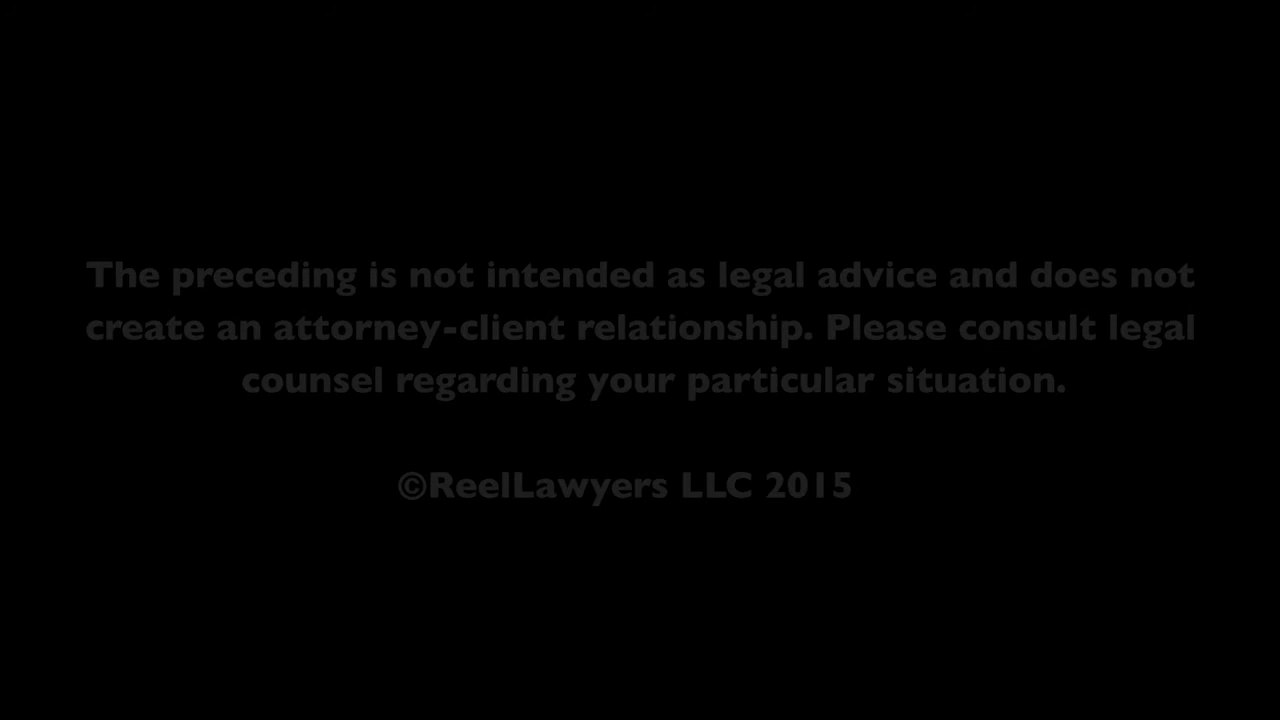 The preceding is not intended as legal advice and does not
create an attorney-client relationship. Please consult legal
counsel regarding your particular situation.
©ReelLawyers LLC 2015